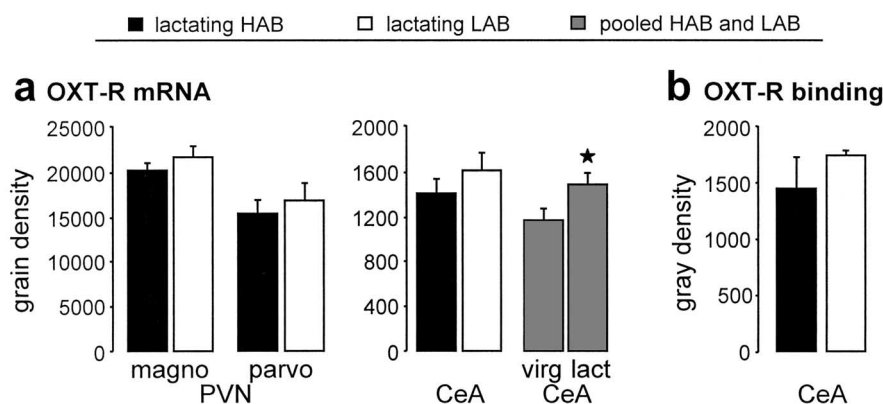 lactating HAB lactating LAB pooled HAB and LAB
a OXT-R mRNA
b OXT-R binding
grain density
25000
20000
15000
10000
5000
0
magno parvo
PVN
2000
1600
1200
800
400
0
CeA
virg lact
CeA
★
gray density
2000
1500
1000
500
0
CeA